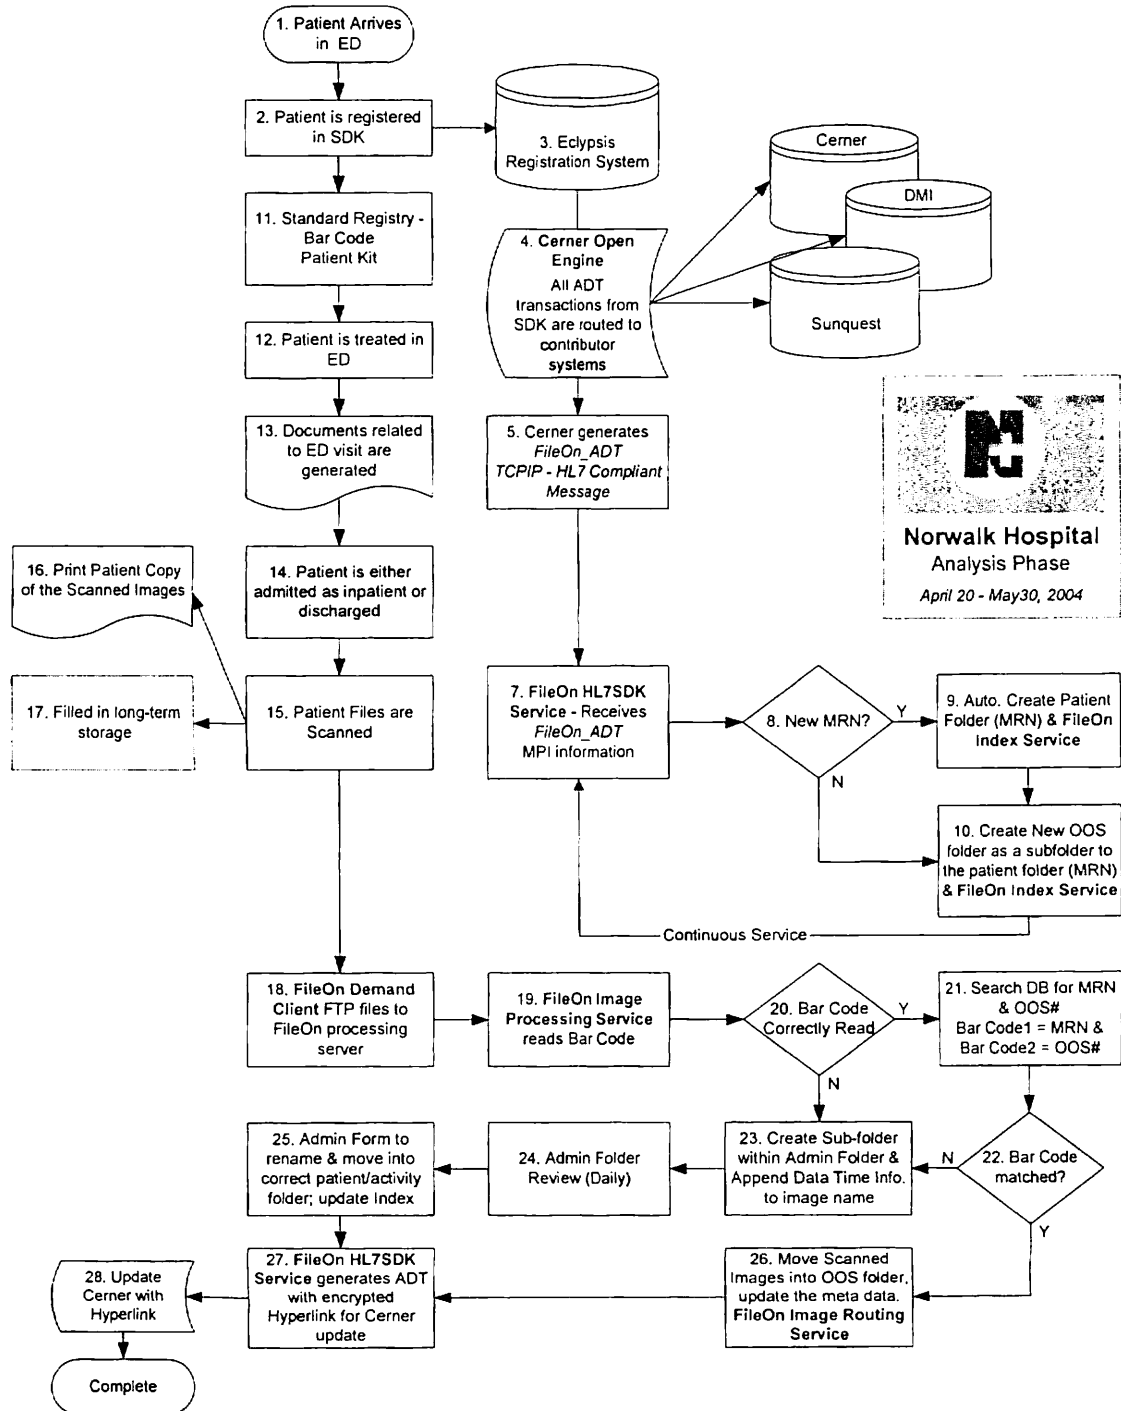 1. Patient Arrives
in ED
2. Patient is registered
in SDK
3. Eclypsis
Registration System
Cerner
DMI
Sunquest
11. Standard Registry -
Bar Code
Patient Kit
4. Cerner Open
Engine
All ADT
transactions from
SDK are routed to
contributor
systems
12. Patient is treated in
ED
13. Documents related
to ED visit are
generated
5. Cerner generates
FileOn_ADT
TCPIP - HL7 Compliant
Message
Norwalk Hospital
Analysis Phase
April 20 - May30, 2004
16. Print Patient Copy
of the Scanned Images
14. Patient is either
admitted as inpatient or
discharged
17. Filled in long-term
storage
15. Patient Files are
Scanned
7. FileOn HL7SDK
Service - Receives
FileOn_ADT
MPI information
8. New MRN?
Y
N
9. Auto. Create Patient
Folder (MRN) & FileOn
Index Service
10. Create New OOS
folder as a subfolder to
the patient folder (MRN)
& FileOn Index Service
Continuous Service
18. FileOn Demand
Client FTP files to
FileOn processing
server
19. FileOn Image
Processing Service
reads Bar Code
20. Bar Code
Correctly Read
Y
N
21. Search DB for MRN
& OOS#
Bar Code1 = MRN &
Bar Code2 = OOS#
22. Bar Code
matched?
N
Y
23. Create Sub-folder
within Admin Folder &
Append Data Time Info.
to image name
24. Admin Folder
Review (Daily)
25. Admin Form to
rename & move into
correct patient/activity
folder; update Index
26. Move Scanned
Images into OOS folder,
update the meta data.
FileOn Image Routing
Service
27. FileOn HL7SDK
Service generates ADT
with encrypted
Hyperlink for Cerner
update
28. Update
Cerner with
Hyperlink
Complete